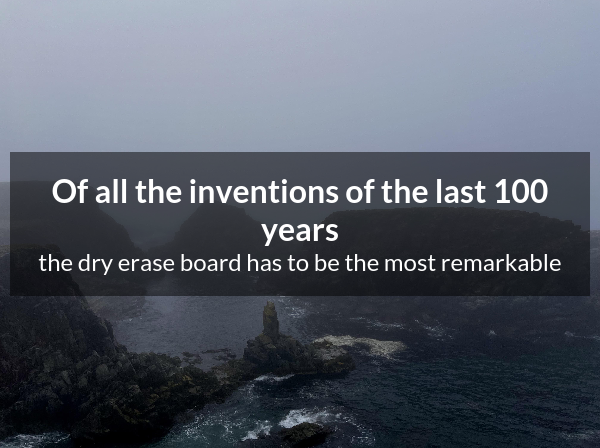 Of all the inventions of the last 100
years
the dry erase board has to be the most remarkable